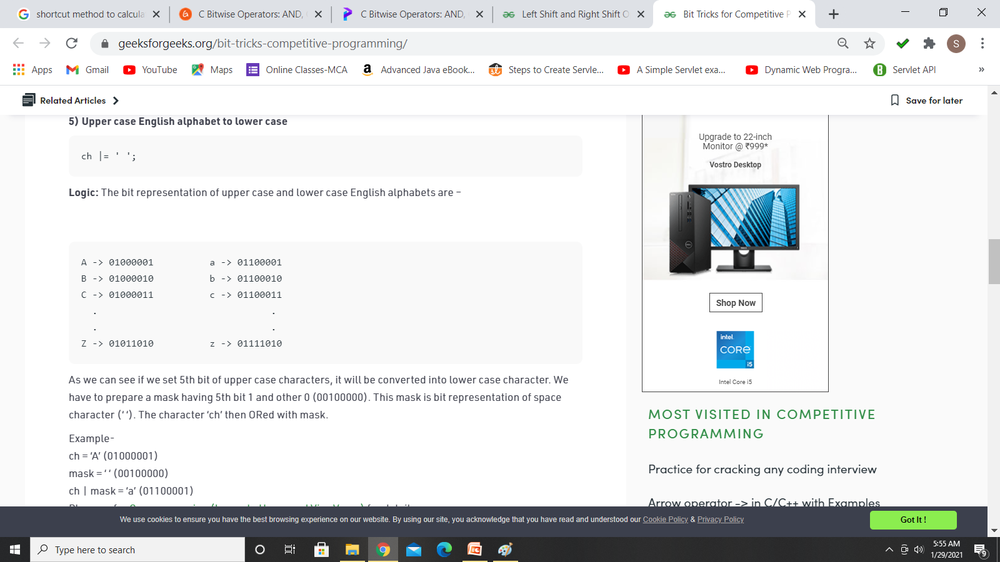 shortcut method to calcula
C Bitwise Operators: AND,
C Bitwise Operators: AND,
Left Shift and Right Shift O
Bit Tricks for Competitive P
geeksforgeeks.org/bit-tricks-competitive-programming/
S
Apps
Gmail
YouTube
Maps
Online Classes-MCA
Advanced Java eBook...
Steps to Create Servle...
A Simple Servlet exa...
Dynamic Web Progra...
Servlet API
»
Related Articles
Save for later
5) Upper case English alphabet to lower case
ch |= ' ';
Logic: The bit representation of upper case and lower case English alphabets are –
A -> 01000001 a -> 01100001
B -> 01000010 b -> 01100010
C -> 01000011 c -> 01100011
. .
. .
Z -> 01011010 z -> 01111010
As we can see if we set 5th bit of upper case characters, it will be converted into lower case character. We
have to prepare a mask having 5th bit 1 and other 0 (00100000). This mask is bit representation of space
character (‘ ‘). The character ‘ch’ then ORed with mask.
Example-
ch = ‘A’ (01000001)
mask = ‘ ‘ (00100000)
ch | mask = ‘a’ (01100001)
Upgrade to 22-inch
Monitor @ ₹999*
Vostro Desktop
Shop Now
intel
CORE
i5
Intel Core i5
MOST VISITED IN COMPETITIVE
PROGRAMMING
Practice for cracking any coding interview
Arrow operator -> in C/C++ with Examples
We use cookies to ensure you have the best browsing experience on our website. By using our site, you acknowledge that you have read and understood our Cookie Policy & Privacy Policy
Got It !
Type here to search
5:55 AM
1/29/2021
9